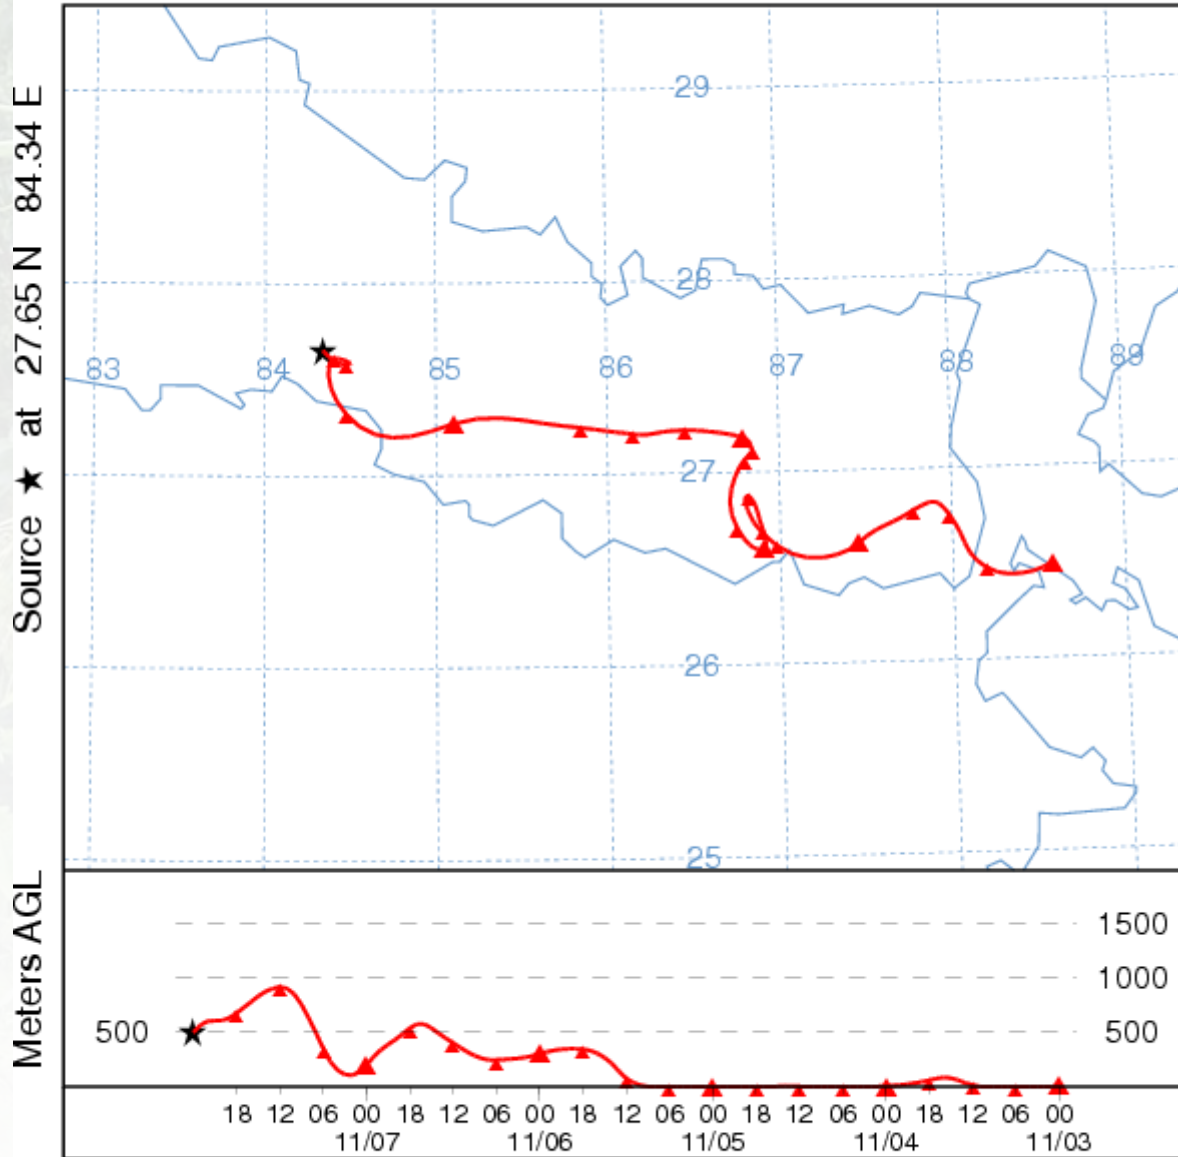 Source ★ at 27.65 N 84.34 E
29
28
83 84 85 86 87 88 89
27
26
25
Meters AGL
1500
1000
500 500
18 12 06 00 18 12 06 00 18 12 06 00 18 12 06 00 18 12 06 00
11/07 11/06 11/05 11/04 11/03